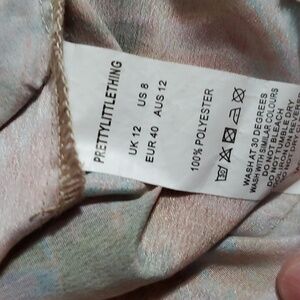 PRETTYLITTLETHING
UK 12 US 8
EUR 40 AUS 12
100% POLYESTER
WASH AT 30 DEGREES
WASH WITH SIMILAR COLOURS
DO NOT BLEACH
DO NOT TUMBLE DRY